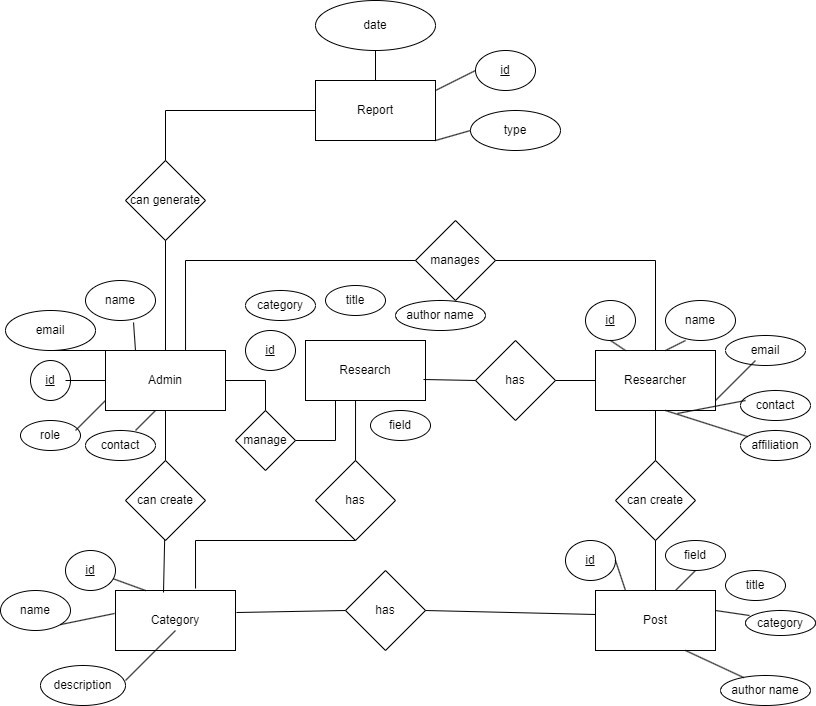 date
id
Report
type
can generate
manages
name
category
title
author name
id
name
email
id
email
id
Admin
Research
has
Researcher
contact
role
contact
manage
field
affiliation
can create
has
can create
id
id
field
title
name
Category
has
Post
category
description
author name